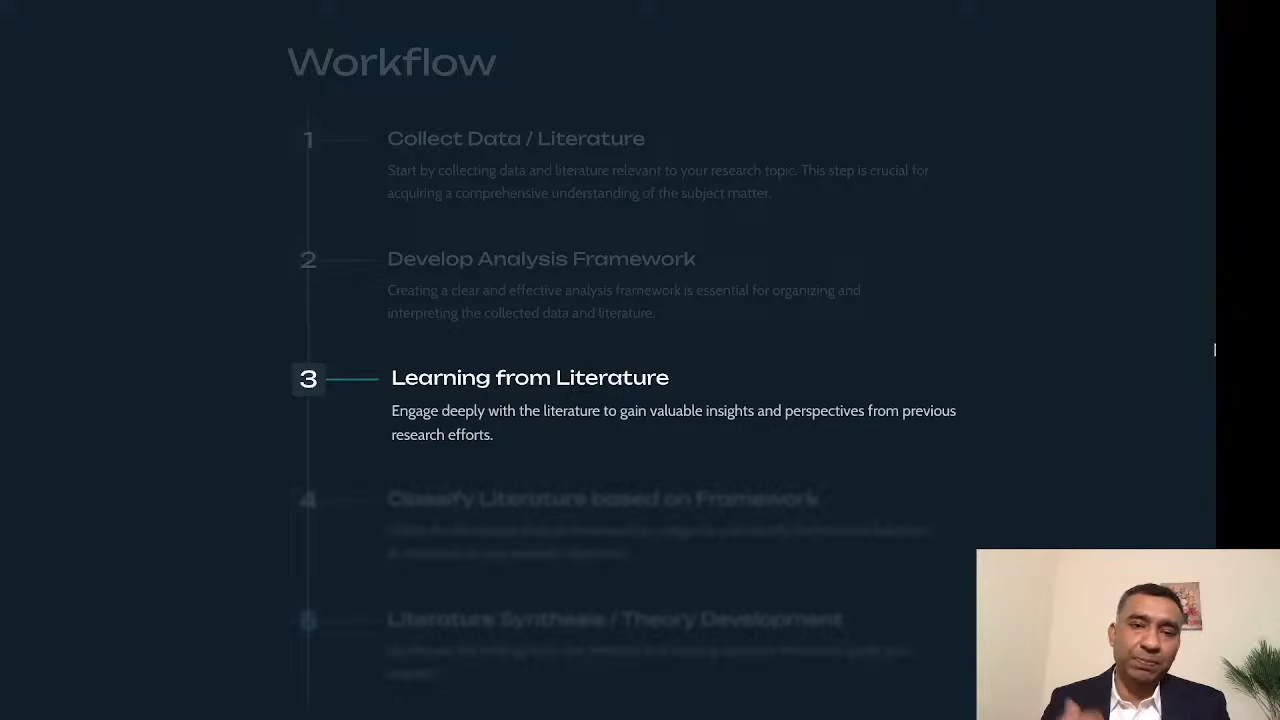 Workflow
1
Collect Data / Literature
Start by collecting data and literature relevant to your research topic. This step is crucial for
acquiring a comprehensive understanding of the subject matter.
2
Develop Analysis Framework
Creating a clear and effective analysis framework is essential for organizing and
interpreting the collected data and literature.
3
Learning from Literature
Engage deeply with the literature to gain valuable insights and perspectives from previous
research efforts.
4
Classify Literature based on Framework
5
Literature Synthesis / Theory Development